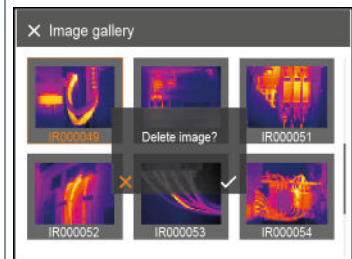 Image gallery
IR000049
IR000051
Delete image?
IR000052
IR000053
IR000054